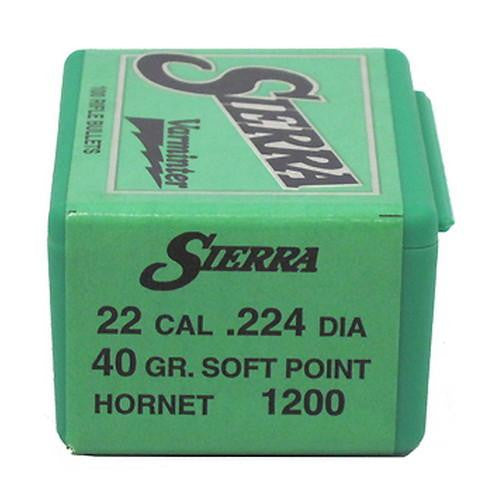 SIERRA
Varminter
100 RIFLE BULLETS
SIERRA
22 CAL .224 DIA
40 GR. SOFT POINT
HORNET 1200